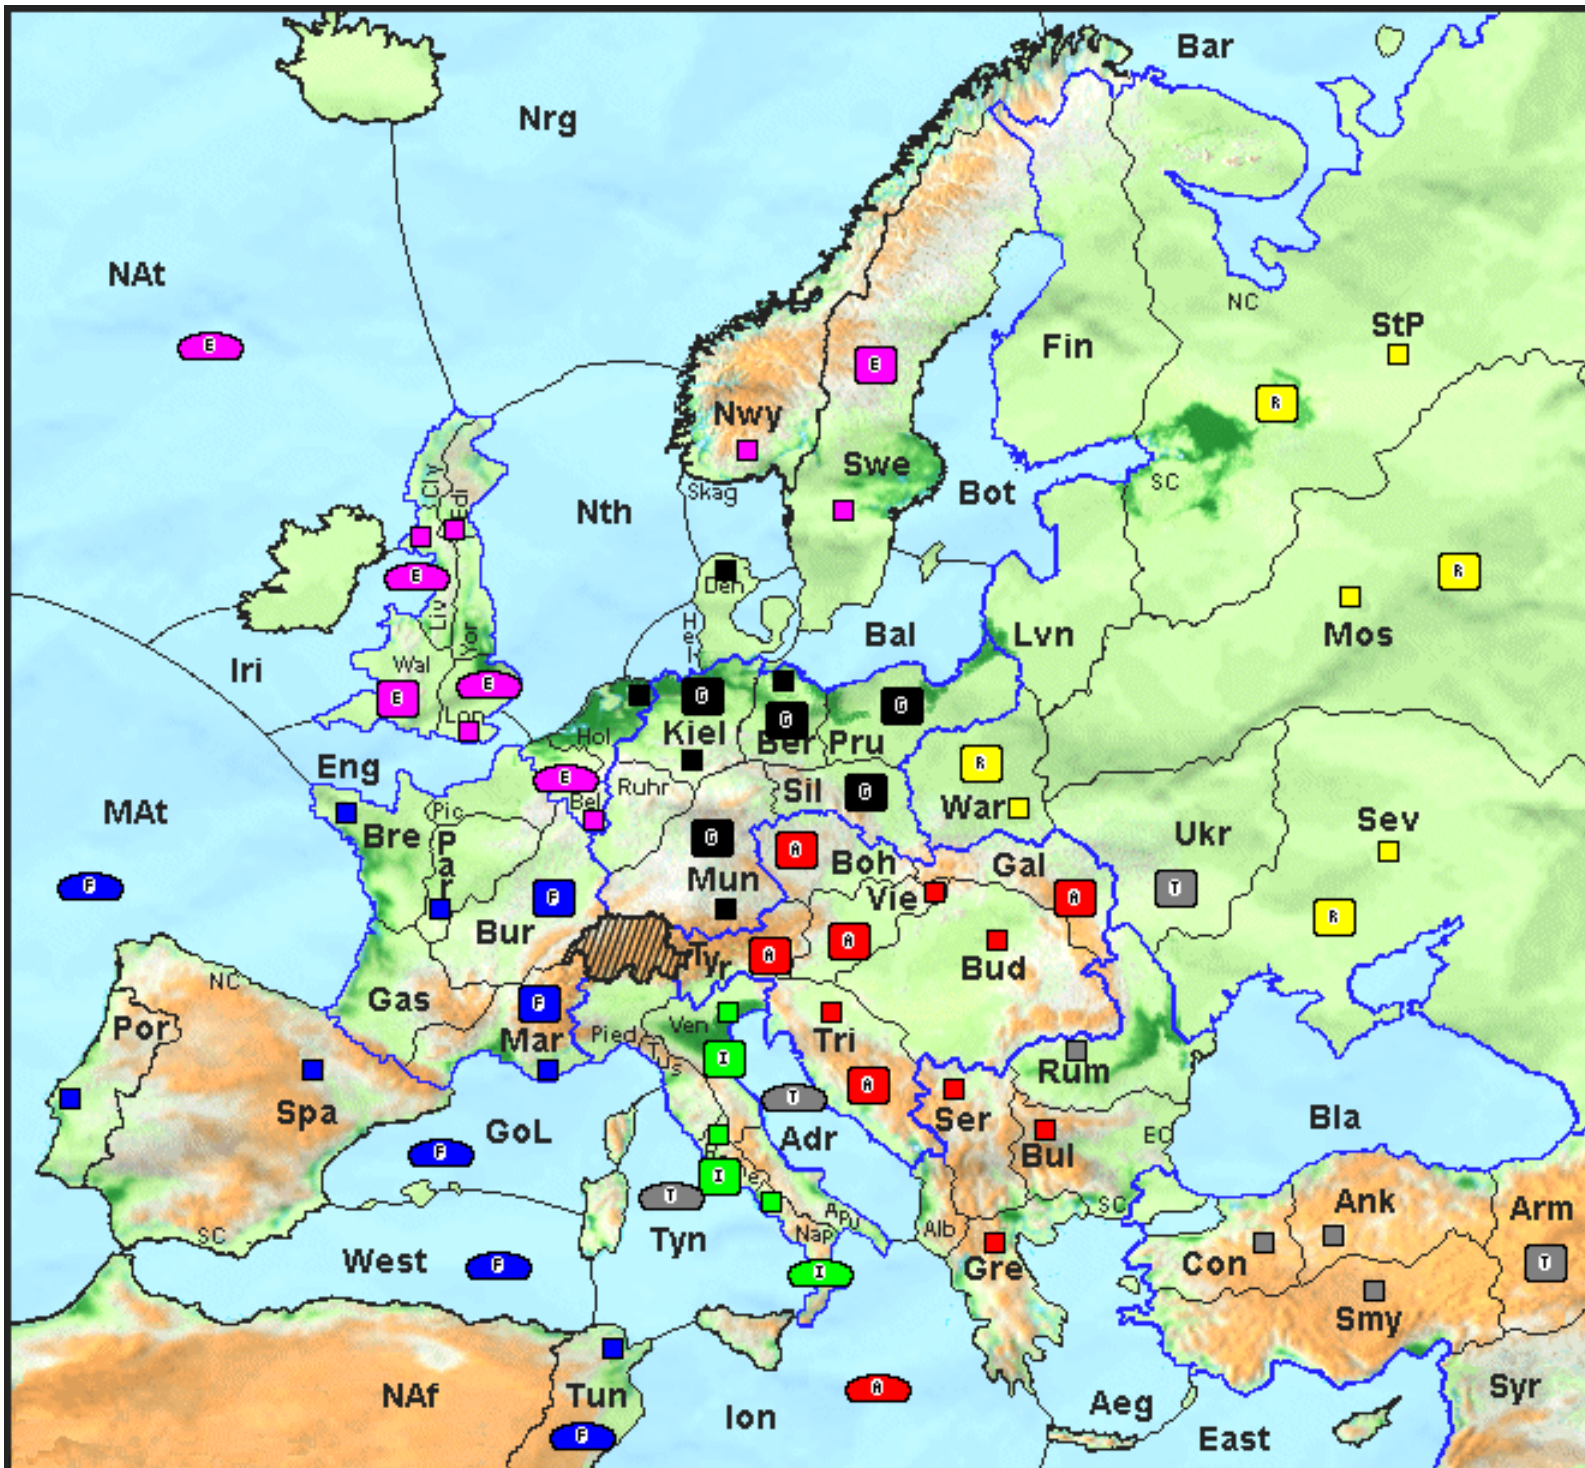 Bar
Nrg
NAt
NC
StP
Fin
E
E
R
Nwy
Swe
Cly
Edi
Skag
Bot
SC
Nth
R
E
Den
Liv
Yor
Hel
Bal
Lvn
Mos
Iri
Wal
E
E
Lon
G
G
G
Hol
Kiel
Ber
Pru
Eng
E
Ruhr
Sil
G
R
War
MAt
Pic
Bel
Bre
Par
G
A
Boh
Ukr
Sev
Gal
F
F
Mun
Vie
A
T
R
Bur
Tyr
A
A
Bud
NC
Gas
F
Por
Mar
Pied
Ven
Tus
I
Tri
Rum
A
T
Ser
Spa
GoL
Adr
Bla
Bul
EC
F
I
T
Ank
Arm
SC
West
Tyn
Apu
Nap
Alb
SC
Con
T
F
I
Gre
Smy
NAf
Tun
A
Ion
Aeg
Syr
F
East